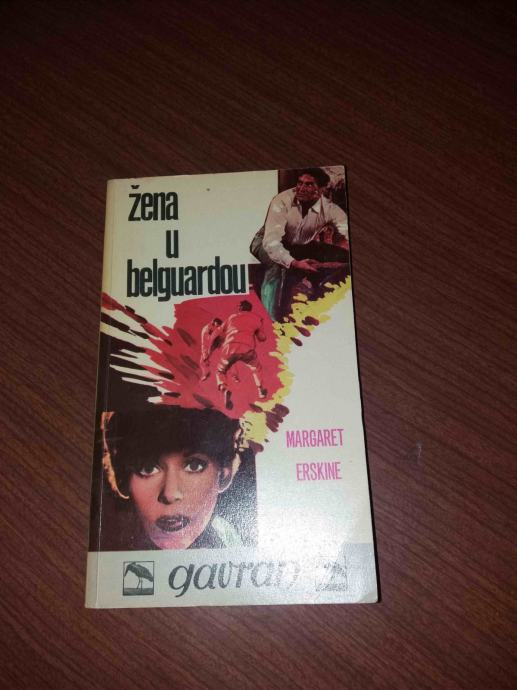 žena
u
belguardou
MARGARET
ERSKINE
gavran